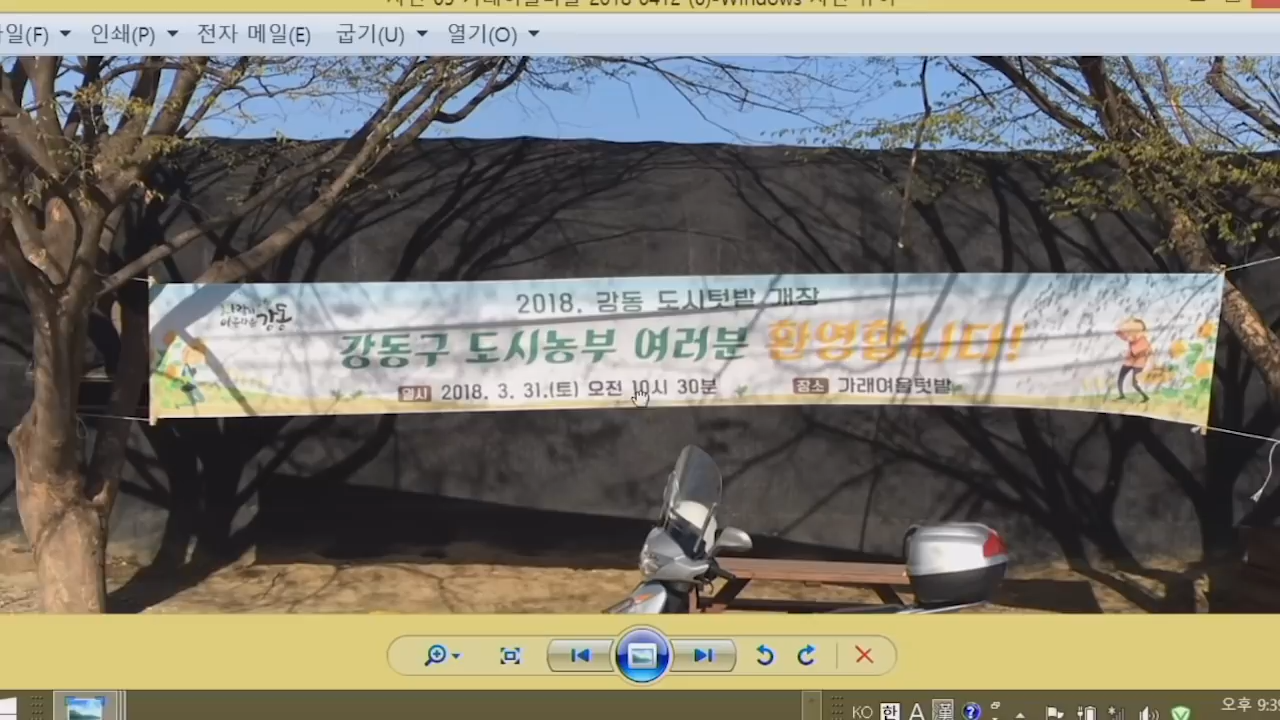 인쇄(P) 전자 메일(E) 굽기(U) 열기(O)
강동
2018. 강동 도시텃밭 개장
강동구 도시농부 여러분 환영합니다!
일시 2018. 3. 31.(토) 오전 10시 30분 장소 가래여울텃밭
KO 한 A 漢 ?
오후